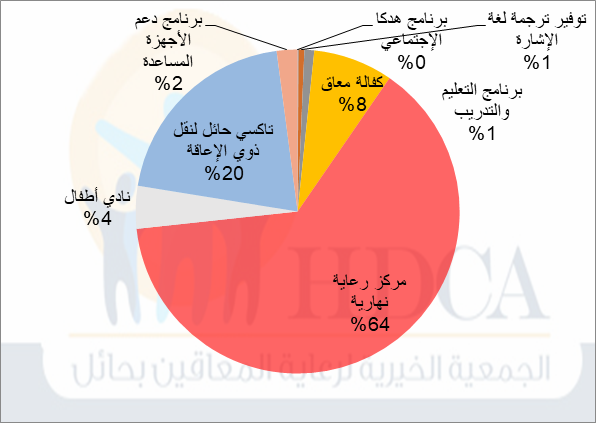 برنامج دعم
الأجهزة
المساعدة
%2
برنامج هدكا
الإجتماعي
%0
توفير ترجمة لغة
الإشارة
%1
برنامج التعليم
والتدريب
%1
كفالة معاق
%8
تاكسي حائل لنقل
ذوي الإعاقة
%20
نادي أطفال
%4
مركز رعاية
نهارية
%64
HDCA
الجمعية الخيرية لرعاية المعاقين بحائل